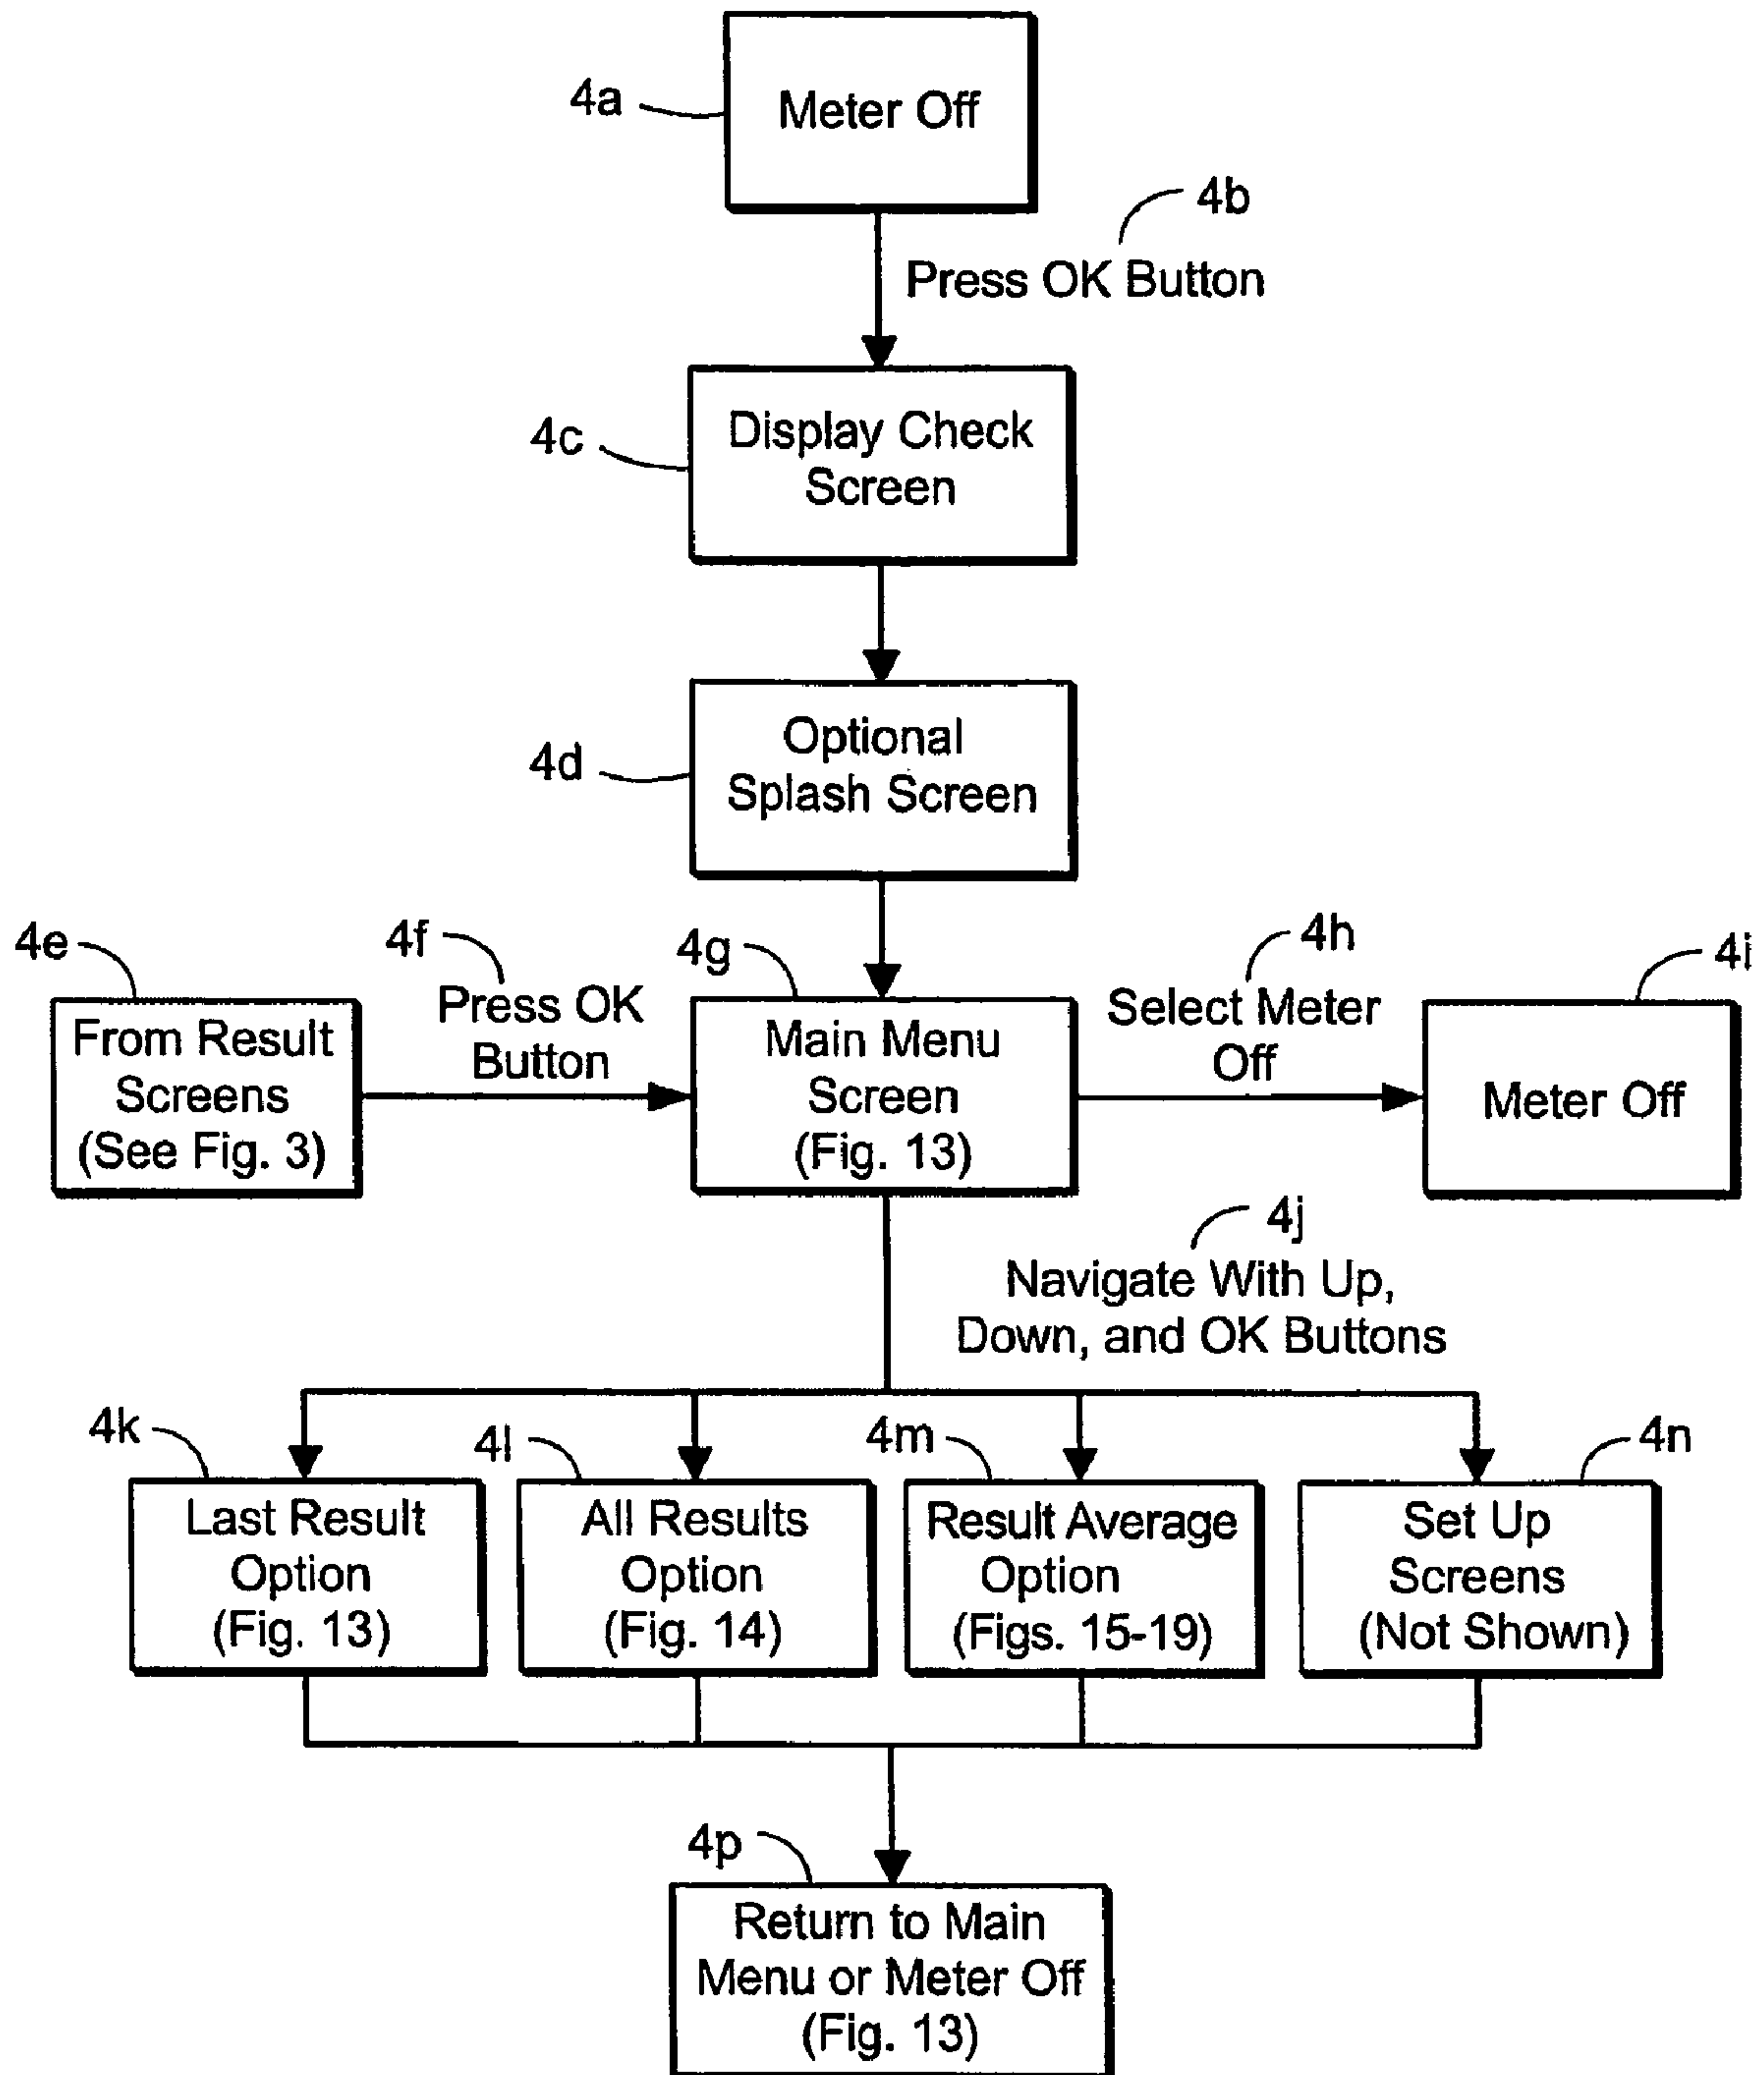 4a
Meter Off
4b
Press OK Button
4c
Display Check
Screen
4d
Optional
Splash Screen
4e
From Result
Screens
(See Fig. 3)
4f
Press OK
Button
4g
Main Menu
Screen
(Fig. 13)
4h
Select Meter
Off
4i
Meter Off
4j
Navigate With Up,
Down, and OK Buttons
4k
Last Result
Option
(Fig. 13)
4l
All Results
Option
(Fig. 14)
4m
Result Average
Option
(Figs. 15-19)
4n
Set Up
Screens
(Not Shown)
4p
Return to Main
Menu or Meter Off
(Fig. 13)